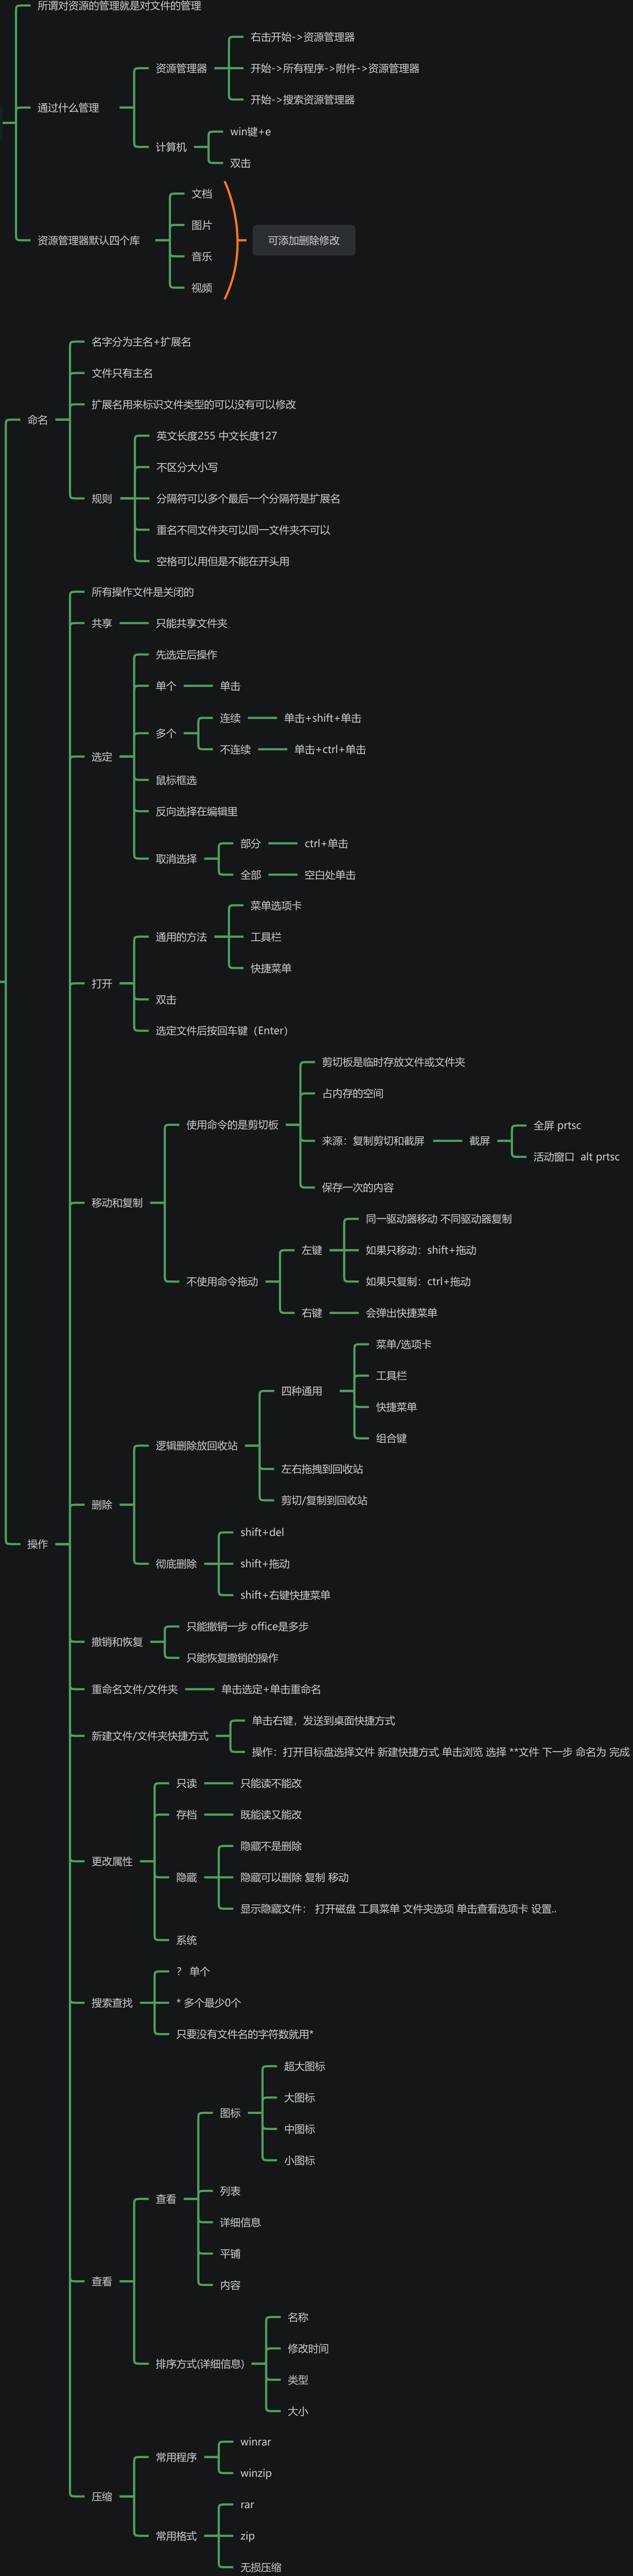 所谓对资源的管理就是对文件的管理
通过什么管理
资源管理器
右击开始->资源管理器
开始->所有程序->附件->资源管理器
开始->搜索资源管理器
计算机
win键+e
双击
资源管理器默认四个库
文档
图片
音乐
视频
可添加删除修改
命名
名字分为主名+扩展名
文件只有主名
扩展名用来标识文件类型的可以没有可以修改
规则
英文长度255 中文长度127
不区分大小写
分隔符可以多个最后一个分隔符是扩展名
重名不同文件夹可以同一文件夹不可以
空格可以用但是不能在开头用
操作
所有操作文件是关闭的
共享
只能共享文件夹
选定
先选定后操作
单个
单击
多个
连续
单击+shift+单击
不连续
单击+ctrl+单击
鼠标框选
反向选择在编辑里
取消选择
部分
ctrl+单击
全部
空白处单击
打开
通用的方法
菜单选项卡
工具栏
快捷菜单
双击
选定文件后按回车键（Enter）
移动和复制
使用命令的是剪切板
剪切板是临时存放文件或文件夹
占内存的空间
来源：复制剪切和截屏
截屏
全屏 prtsc
活动窗口 alt prtsc
保存一次的内容
不使用命令拖动
左键
同一驱动器移动 不同驱动器复制
如果只移动：shift+拖动
如果只复制：ctrl+拖动
右键
会弹出快捷菜单
删除
逻辑删除放回收站
四种通用
菜单/选项卡
工具栏
快捷菜单
组合键
左右拖拽到回收站
剪切/复制到回收站
彻底删除
shift+del
shift+拖动
shift+右键快捷菜单
撤销和恢复
只能撤销一步 office是多步
只能恢复撤销的操作
重命名文件/文件夹
单击选定+单击重命名
新建文件/文件夹快捷方式
单击右键，发送到桌面快捷方式
操作：打开目标盘选择文件 新建快捷方式 单击浏览 选择 **文件 下一步 命名为 完成
更改属性
只读
只能读不能改
存档
既能读又能改
隐藏
隐藏不是删除
隐藏可以删除 复制 移动
显示隐藏文件： 打开磁盘 工具菜单 文件夹选项 单击查看选项卡 设置..
系统
搜索查找
？ 单个
* 多个最少0个
只要没有文件名的字符数就用*
查看
查看
图标
超大图标
大图标
中图标
小图标
列表
详细信息
平铺
内容
排序方式(详细信息)
名称
修改时间
类型
大小
压缩
常用程序
winrar
winzip
常用格式
rar
zip
无损压缩